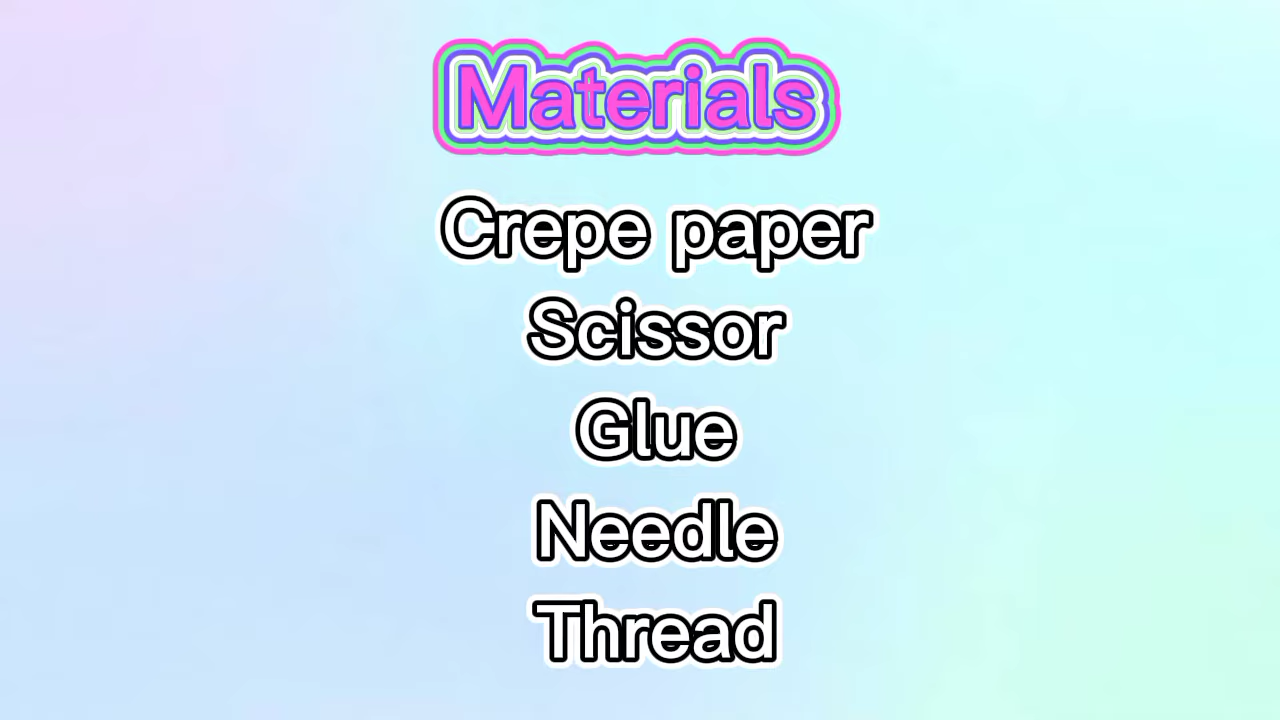 Materials
Crepe paper
Scissor
Glue
Needle
Thread